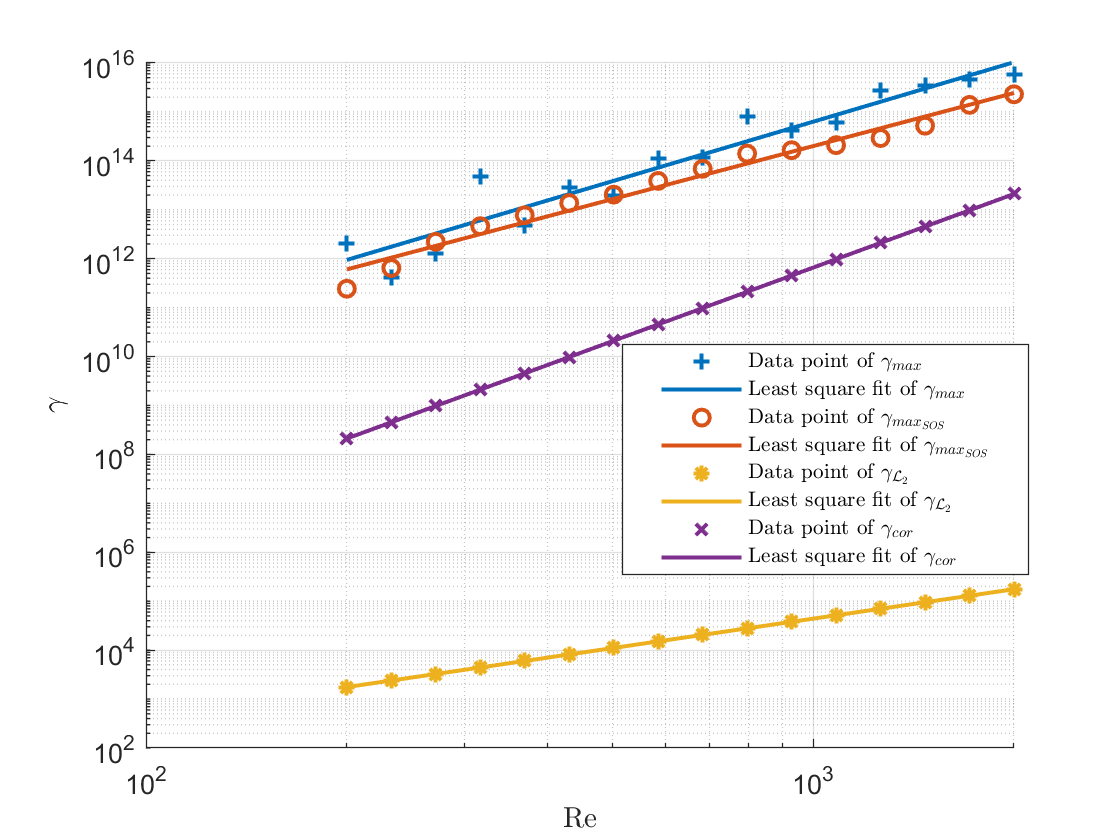 10^16
10^14
10^12
10^10
10^8
10^6
10^4
10^2
γ
Data point of γ_max
Least square fit of γ_max
Data point of γ_max_SOS
Least square fit of γ_max_SOS
Data point of γ_ℒ_2
Least square fit of γ_ℒ_2
Data point of γ_cor
Least square fit of γ_cor
10^2 10^3
Re